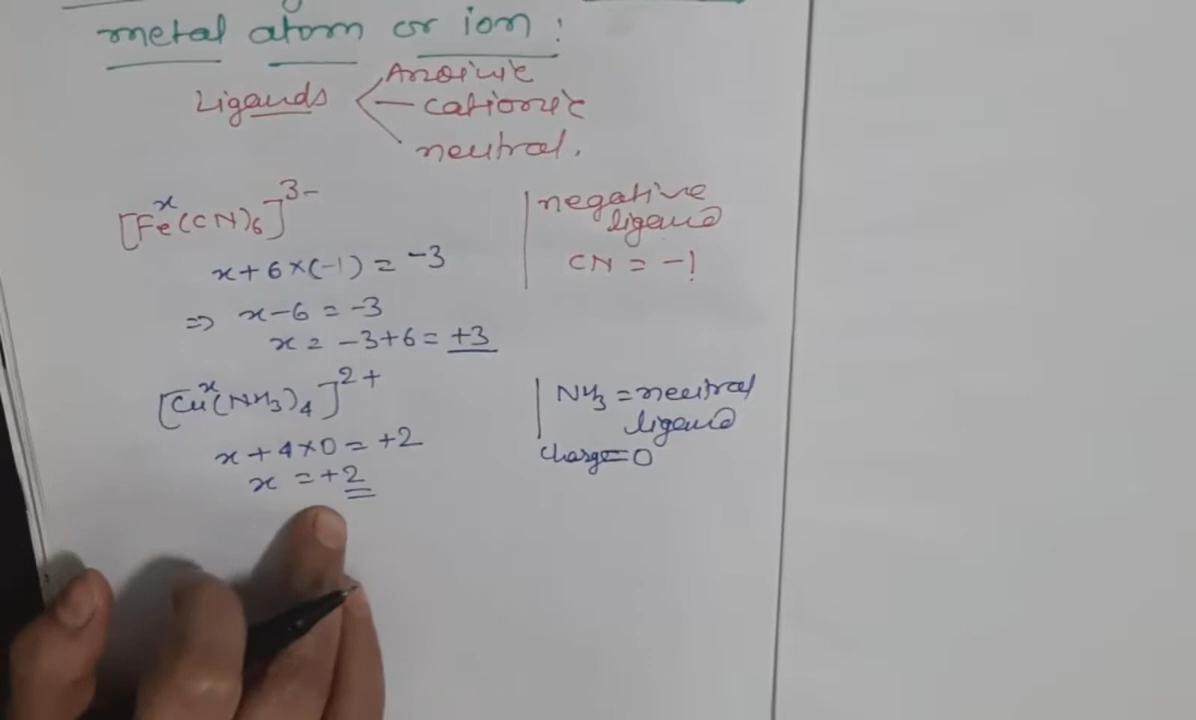 metal atom or ion :
Ligands
Anoinic
cationic
neutral.
[Fe^x(CN)6]^3-
x+6×(-1) = -3
=> x-6 = -3
x = -3+6 = +3
negative
ligand
CN = -1
[Cu^x(NH3)4]^2+
x+4×0 = +2
x = +2
NH3 = neutral
ligand
charge=0